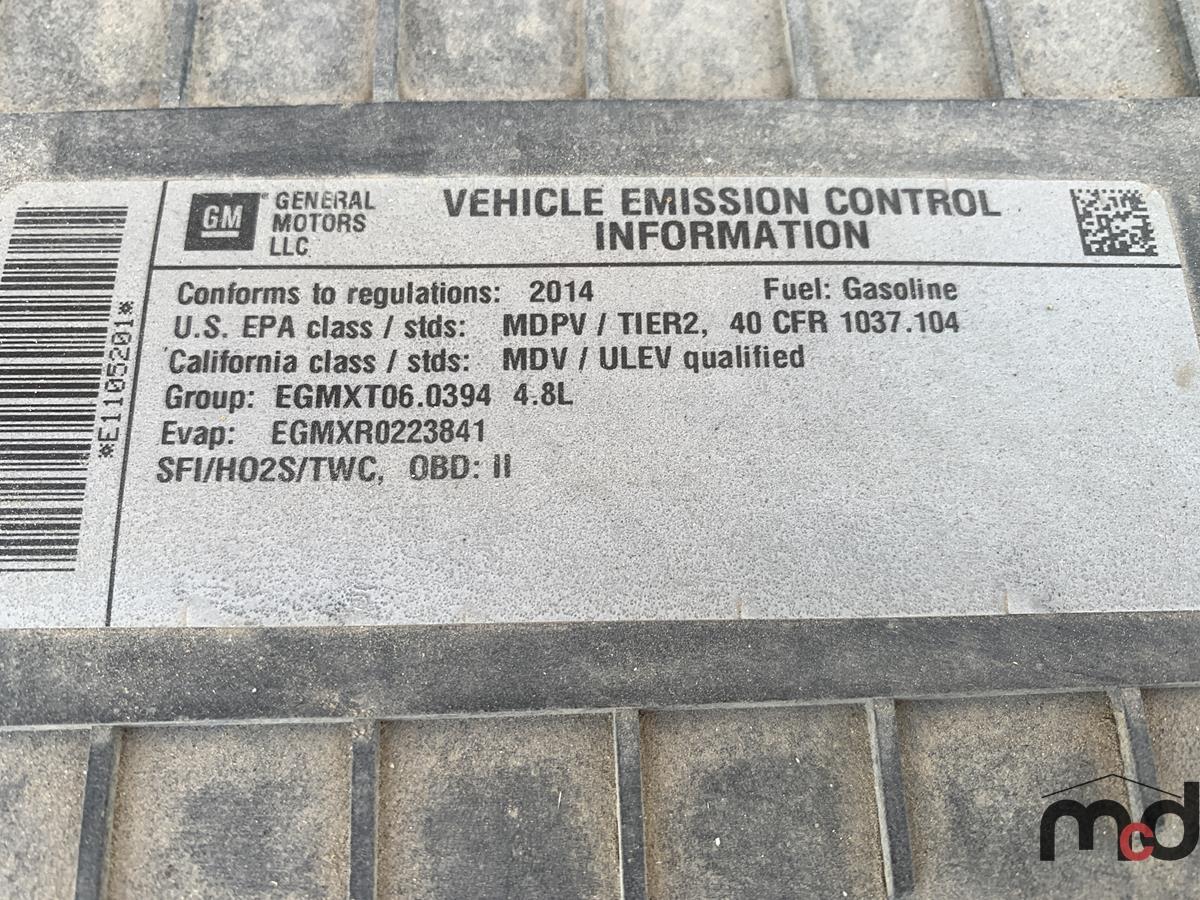 *E1105201*
GM GENERAL MOTORS LLC
VEHICLE EMISSION CONTROL
INFORMATION
Conforms to regulations: 2014 Fuel: Gasoline
U.S. EPA class / stds: MDPV / TIER2, 40 CFR 1037.104
California class / stds: MDV / ULEV qualified
Group: EGMXT06.0394 4.8L
Evap: EGMXR0223841
SFI/HO2S/TWC, OBD: II
mcd